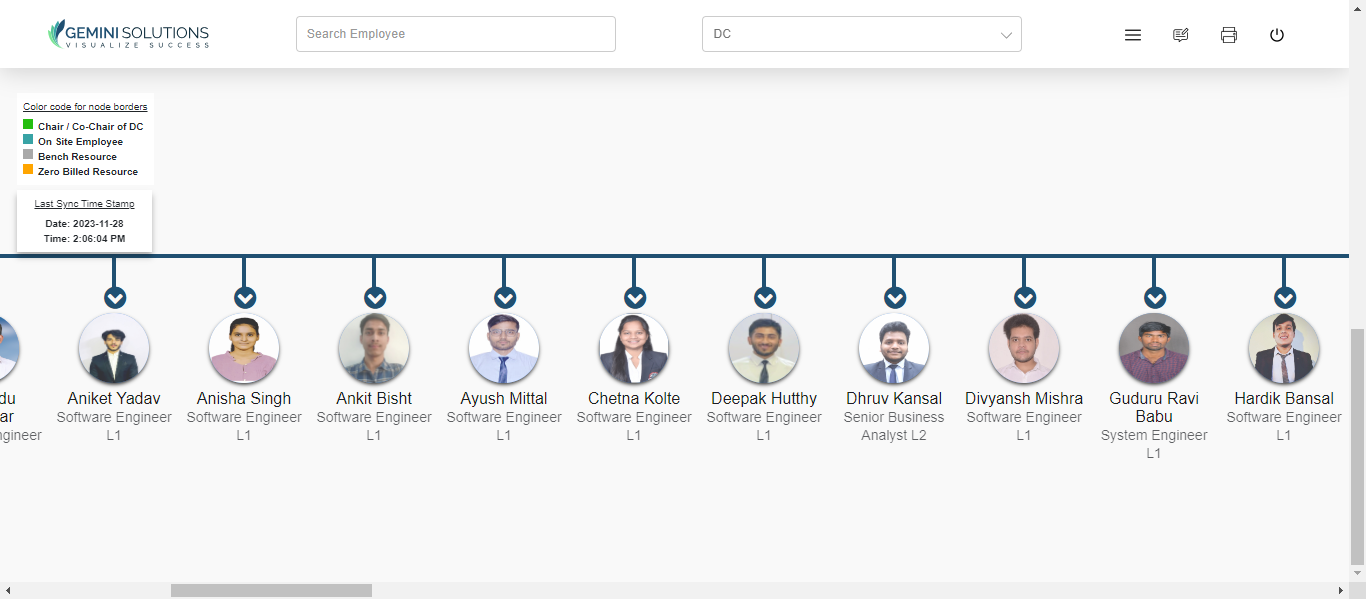 GEMINI SOLUTIONS
VISUALIZE SUCCESS
Search Employee
DC
Color code for node borders
Chair / Co-Chair of DC
On Site Employee
Bench Resource
Zero Billed Resource
Last Sync Time Stamp
Date: 2023-11-28
Time: 2:06:04 PM
du
ar
ngineer
Aniket Yadav
Software Engineer
L1
Anisha Singh
Software Engineer
L1
Ankit Bisht
Software Engineer
L1
Ayush Mittal
Software Engineer
L1
Chetna Kolte
Software Engineer
L1
Deepak Hutthy
Software Engineer
L1
Dhruv Kansal
Senior Business
Analyst L2
Divyansh Mishra
Software Engineer
L1
Guduru Ravi
Babu
System Engineer
L1
Hardik Bansal
Software Engineer
L1